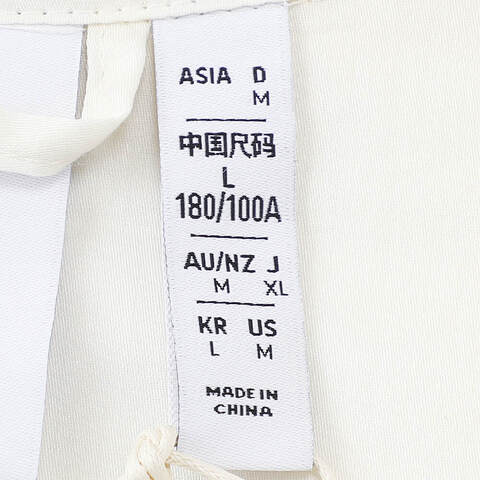 ASIA D
M
中国尺码
L
180/100A
AU/NZ J
M XL
KR US
L M
MADE IN
CHINA